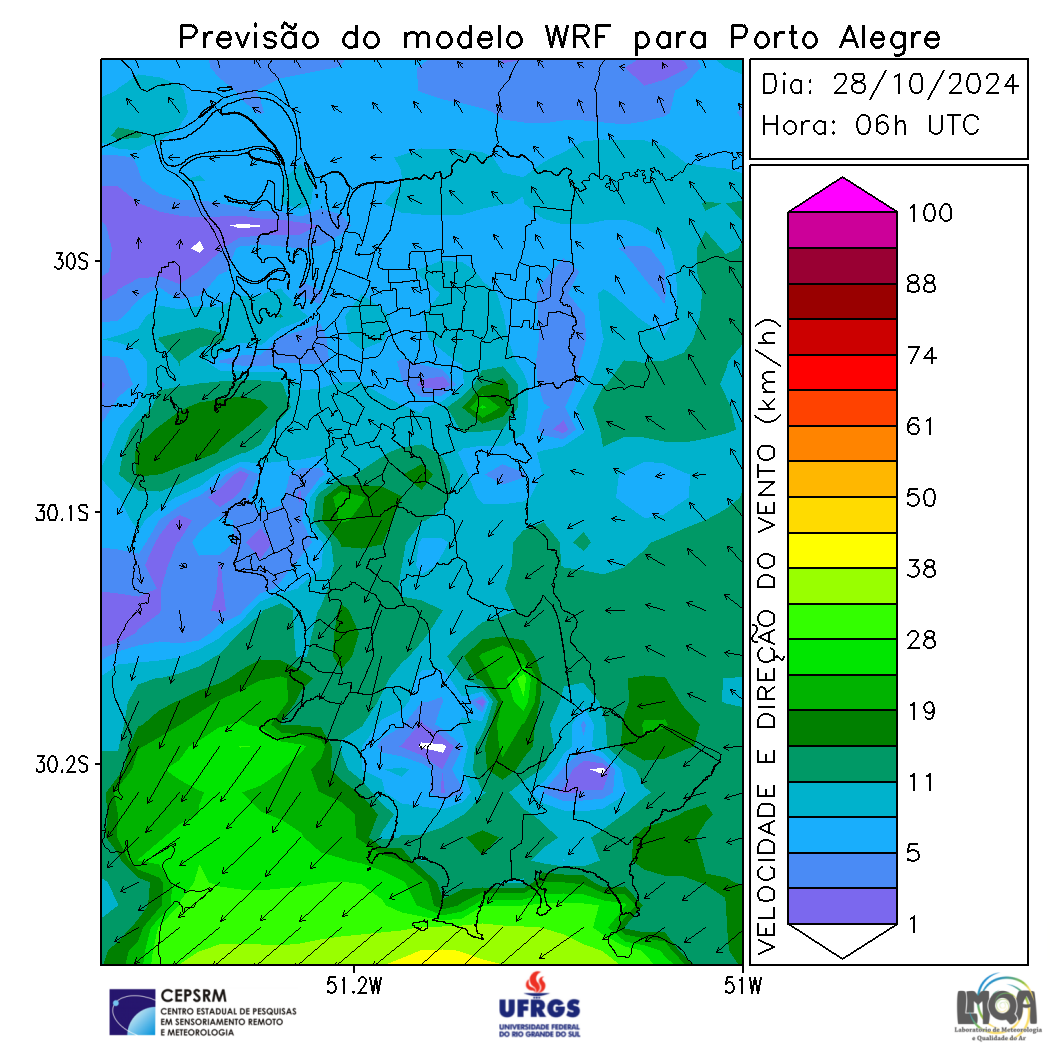 Previsão do modelo WRF para Porto Alegre
Dia: 28/10/2024
Hora: 06h UTC
30S
30.1S
30.2S
51.2W
51W
VELOCIDADE E DIREÇÃO DO VENTO (km/h)
100
88
74
61
50
38
28
19
11
5
1
CEPSRM
CENTRO ESTADUAL DE PESQUISAS
EM SENSORIAMENTO REMOTO
E METEOROLOGIA
UFRGS
UNIVERSIDADE FEDERAL
DO RIO GRANDE DO SUL
LMQA
Laboratório de Meteorologia
e Qualidade do Ar